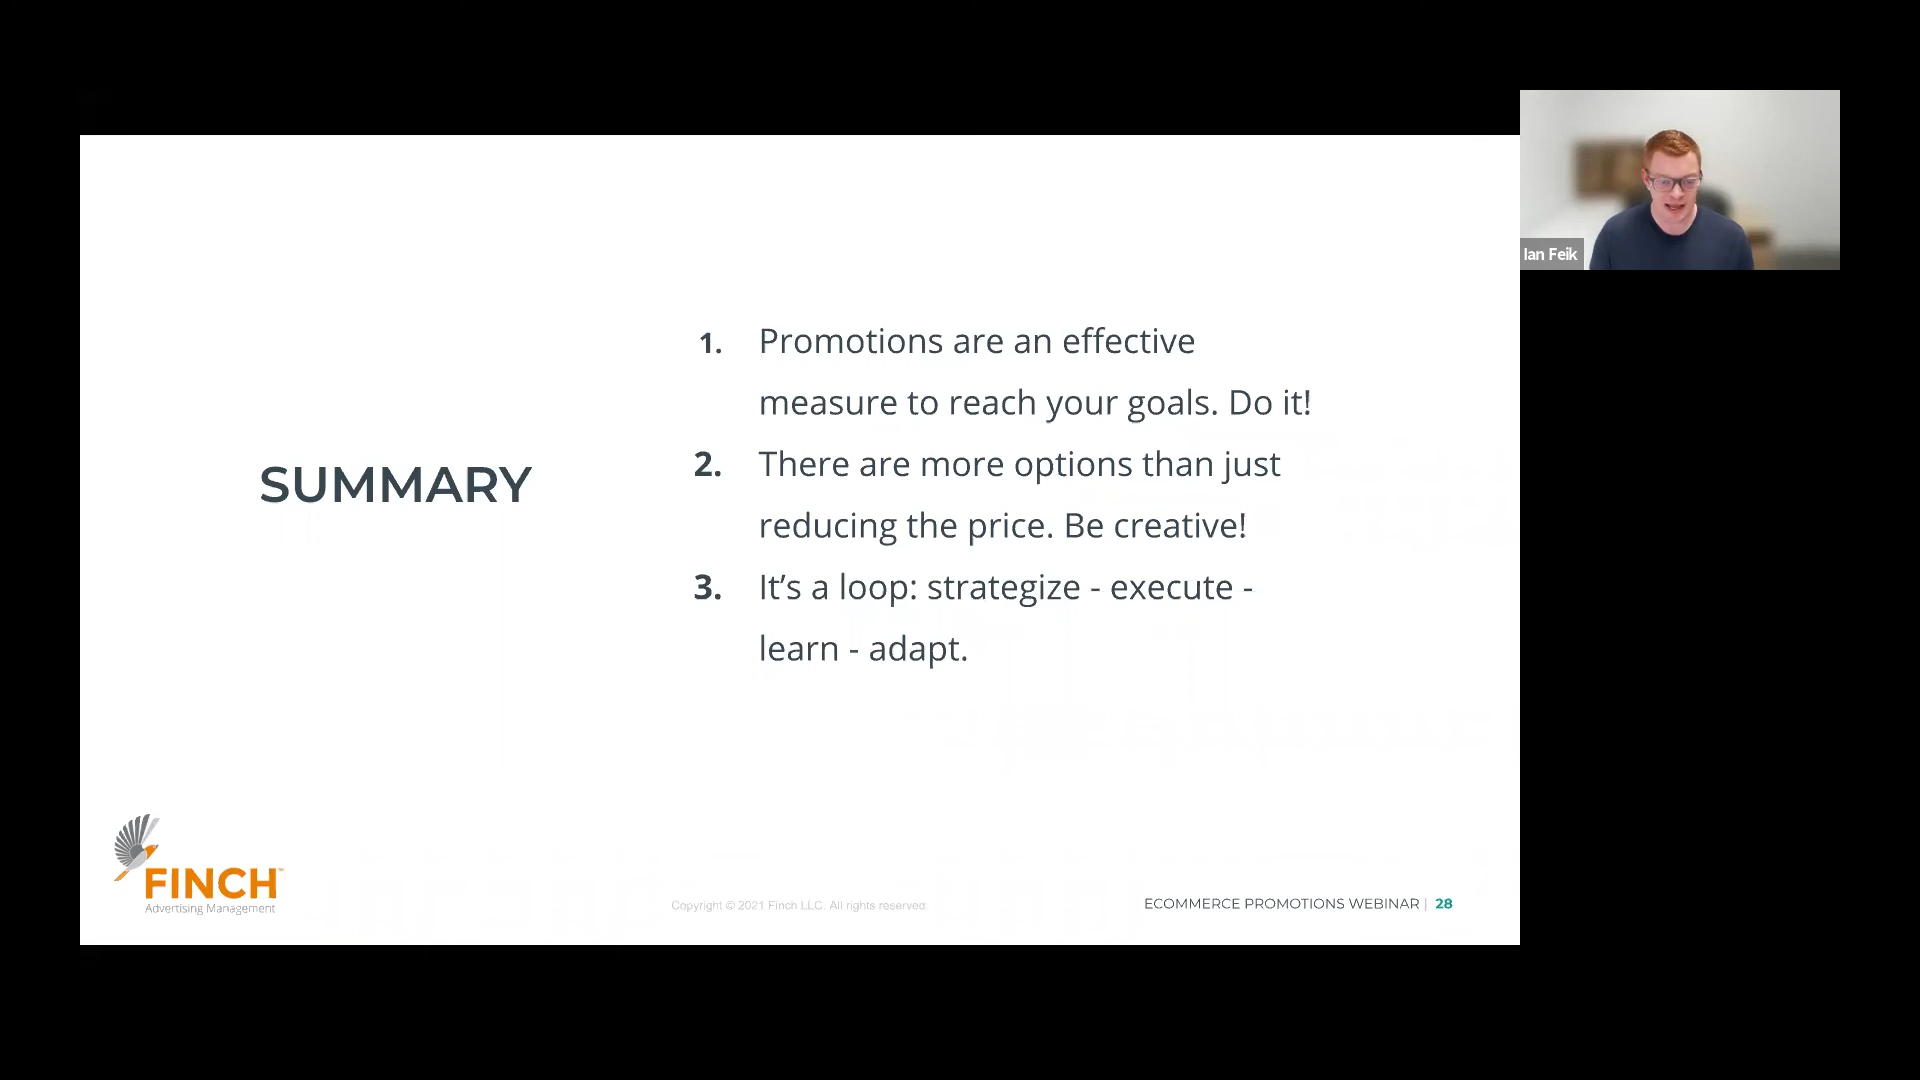 Ian Feik
SUMMARY
1. Promotions are an effective
measure to reach your goals. Do it!
2. There are more options than just
reducing the price. Be creative!
3. It’s a loop: strategize - execute -
learn - adapt.
FINCH™
Advertising Management
Copyright © 2021 Finch LLC. All rights reserved.
ECOMMERCE PROMOTIONS WEBINAR | 28